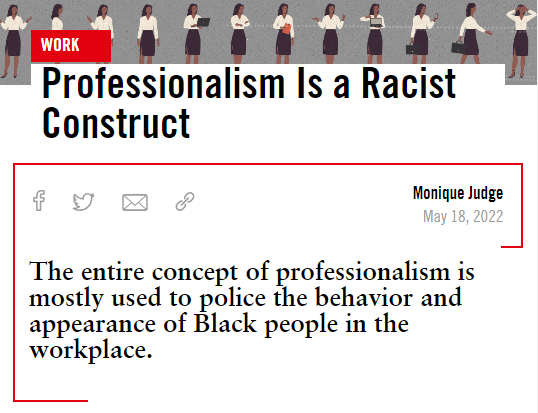 WORK
Professionalism Is a Racist
Construct
Monique Judge
May 18, 2022
The entire concept of professionalism is
mostly used to police the behavior and
appearance of Black people in the
workplace.